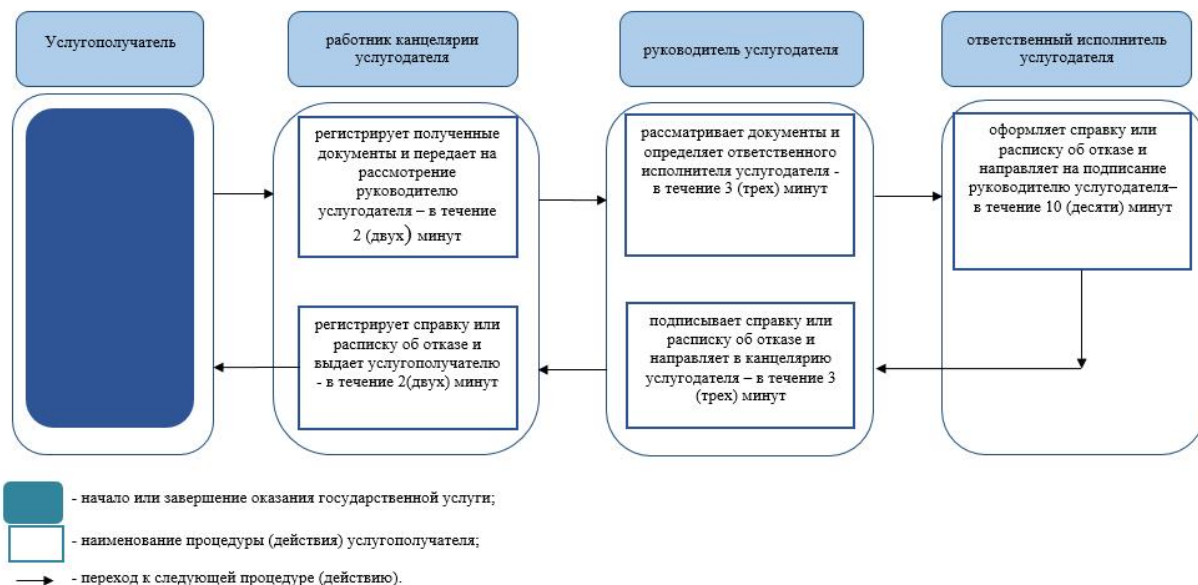 Услугополучатель
работник канцелярии
услугодателя
руководитель услугодателя
ответственный исполнитель
услугодателя
регистрирует полученные
документы и передает на
рассмотрение
руководителю
услугодателя – в течение
2 (двух) минут
рассматривает документы и
определяет ответственного
исполнителя услугодателя -
в течение 3 (трех) минут
оформляет справку или
расписку об отказе и
направляет на подписание
руководителю услугодателя–
в течение 10 (десяти) минут
регистрирует справку или
расписку об отказе и
выдает услугополучателю
- в течение 2(двух) минут
подписывает справку или
расписку об отказе и
направляет в канцелярию
услугодателя – в течение 3
(трех) минут
- начало или завершение оказания государственной услуги;
- наименование процедуры (действия) услугополучателя;
- переход к следующей процедуре (действию).